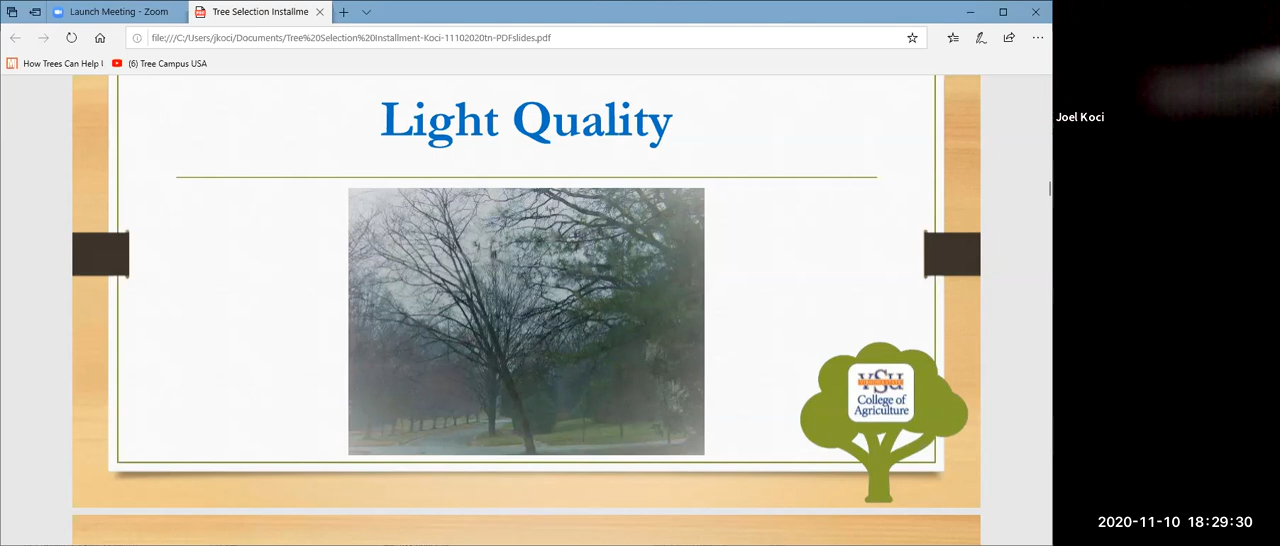 Launch Meeting - Zoom
Tree Selection Installme
file:///C:/Users/jkoci/Documents/Tree%20Selection%20Installment-Koci-11102020tn-PDFslides.pdf
How Trees Can Help U
(6) Tree Campus USA
Light Quality
Joel Koci
VSU
College of
Agriculture
2020-11-10 18:29:30